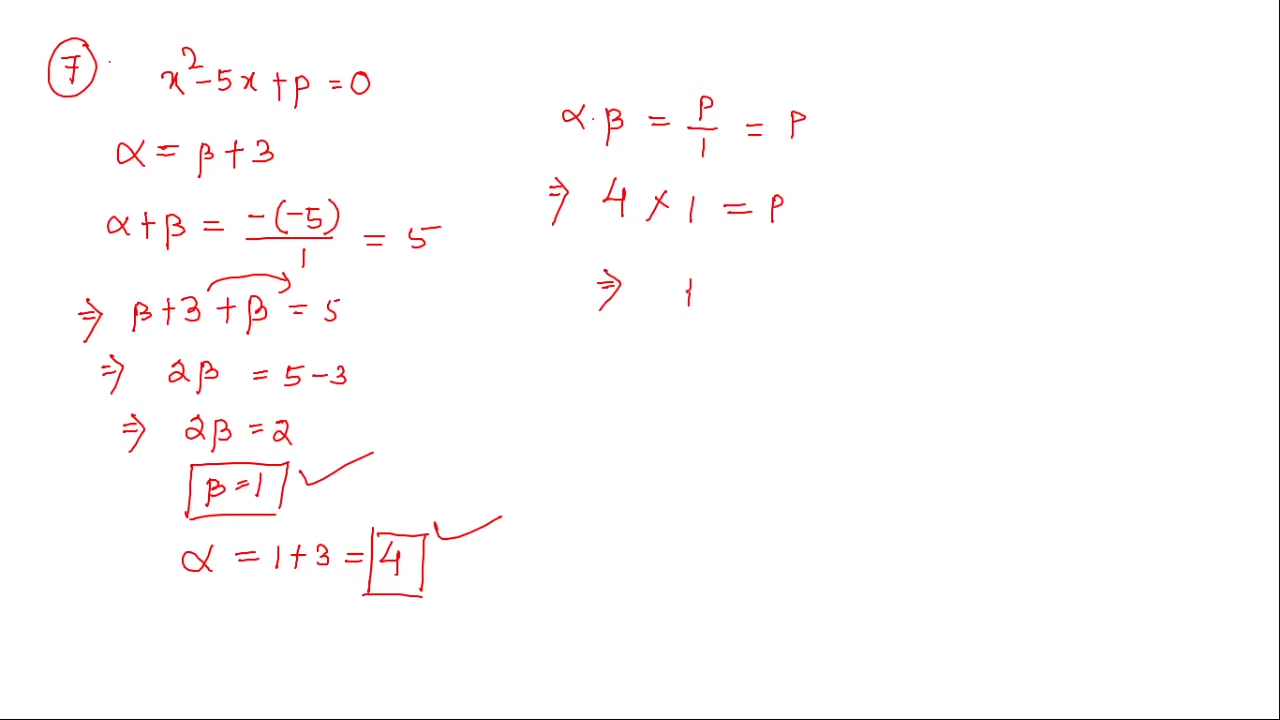 7 x² - 5x + p = 0
α = β + 3
α + β = -(-5)/1 = 5
⇒ β + 3 + β = 5
⇒ 2β = 5 - 3
⇒ 2β = 2
β = 1
α = 1 + 3 = 4
α · β = P/1 = P
⇒ 4 × 1 = P
⇒ 1